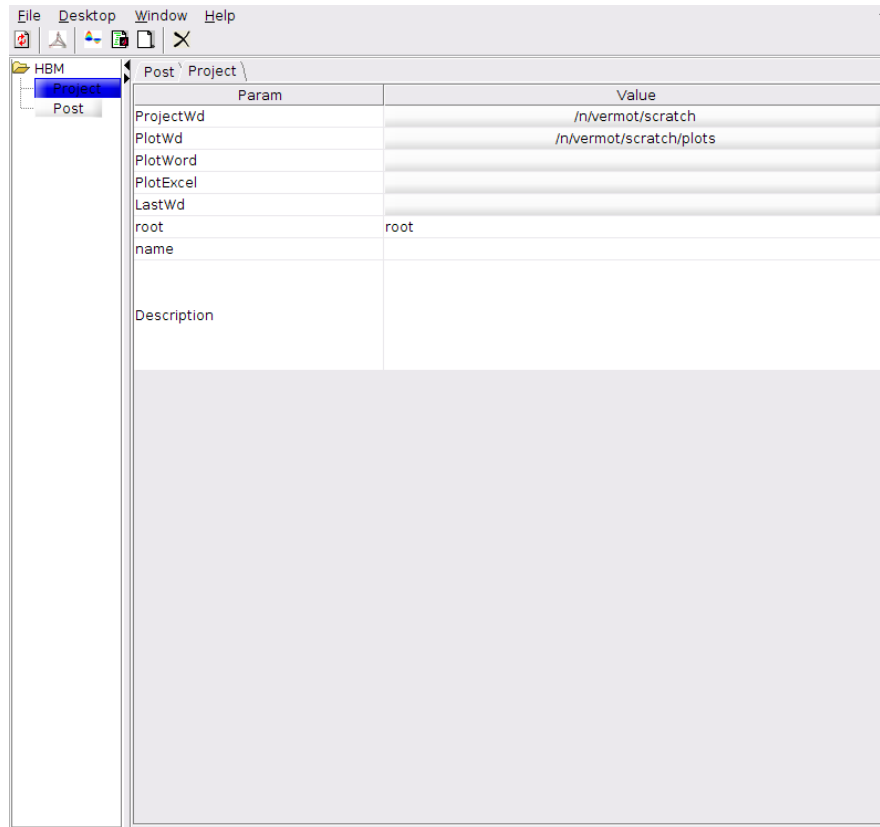 File Desktop Window Help
HBM
Project
Post
Post Project
Param Value
ProjectWd /n/vermot/scratch
PlotWd /n/vermot/scratch/plots
PlotWord
PlotExcel
LastWd
root root
name
Description